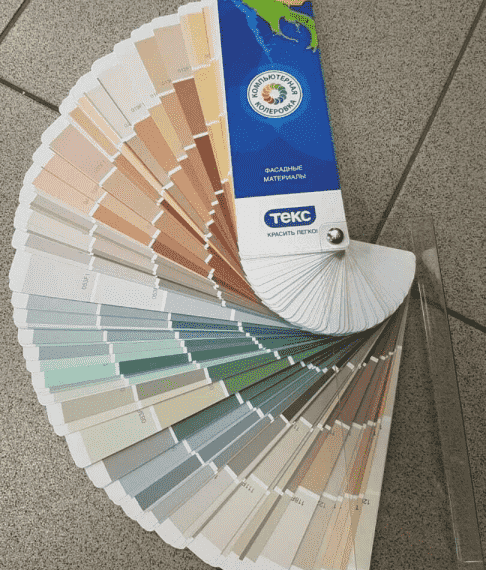 КОМПЬЮТЕРНАЯ
КОЛЕРОВКА
ФАСАДНЫЕ
МАТЕРИАЛЫ
текс
КРАСИТЬ ЛЕГКО!